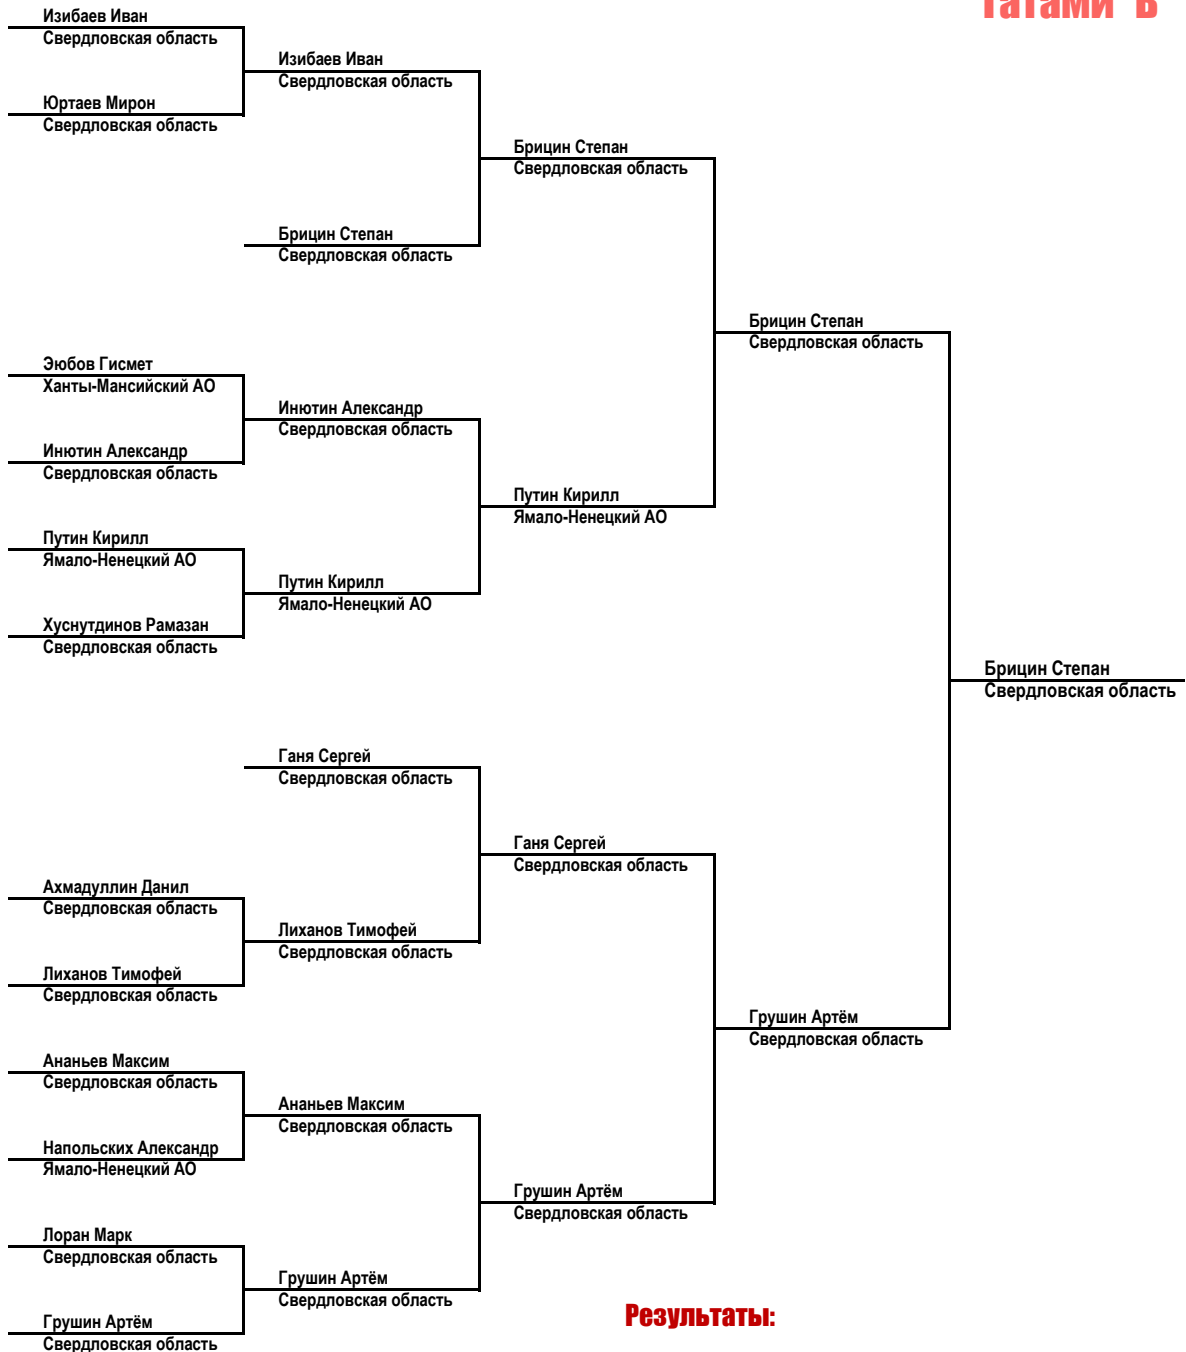 Татами В
Изибаев Иван
Свердловская область
Изибаев Иван
Свердловская область
Юртаев Мирон
Свердловская область
Брицин Степан
Свердловская область
Брицин Степан
Свердловская область
Брицин Степан
Свердловская область
Эюбов Гисмет
Ханты-Мансийский АО
Инютин Александр
Свердловская область
Инютин Александр
Свердловская область
Путин Кирилл
Ямало-Ненецкий АО
Путин Кирилл
Ямало-Ненецкий АО
Путин Кирилл
Ямало-Ненецкий АО
Хуснутдинов Рамазан
Свердловская область
Брицин Степан
Свердловская область
Ганя Сергей
Свердловская область
Ганя Сергей
Свердловская область
Ахмадуллин Данил
Свердловская область
Лиханов Тимофей
Свердловская область
Лиханов Тимофей
Свердловская область
Грушин Артём
Свердловская область
Ананьев Максим
Свердловская область
Ананьев Максим
Свердловская область
Напольских Александр
Ямало-Ненецкий АО
Грушин Артём
Свердловская область
Лоран Марк
Свердловская область
Грушин Артём
Свердловская область
Результаты:
Грушин Артём
Свердловская область